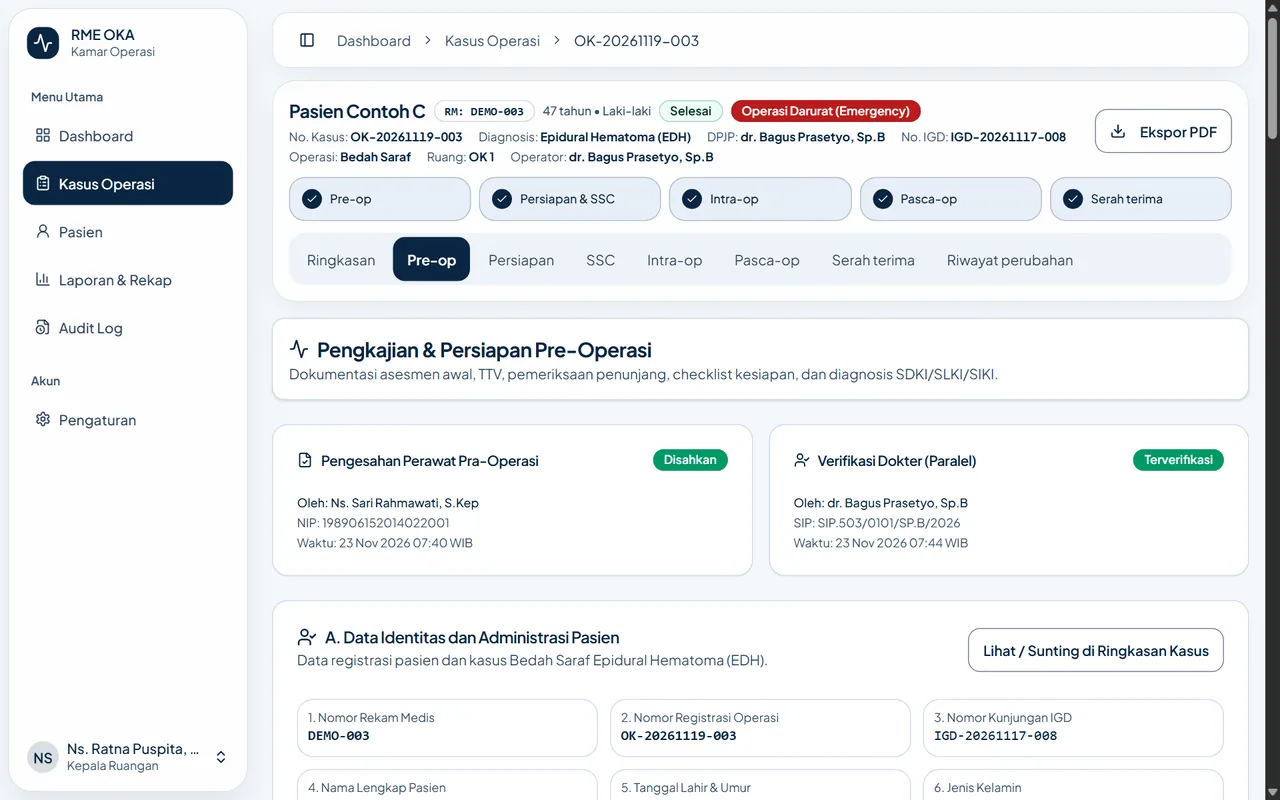 RME OKA
Kamar Operasi
Menu Utama
Dashboard
Kasus Operasi
Pasien
Laporan & Rekap
Audit Log
Akun
Pengaturan
NS
Ns. Ratna Puspita, ...
Kepala Ruangan
Dashboard > Kasus Operasi > OK-20261119-003
Pasien Contoh C RM: DEMO-003 47 tahun • Laki-laki Selesai Operasi Darurat (Emergency)
No. Kasus: OK-20261119-003 Diagnosis: Epidural Hematoma (EDH) DPJP: dr. Bagus Prasetyo, Sp.B No. IGD: IGD-20261117-008
Operasi: Bedah Saraf Ruang: OK 1 Operator: dr. Bagus Prasetyo, Sp.B
Ekspor PDF
Pre-op Persiapan & SSC Intra-op Pasca-op Serah terima
Ringkasan Pre-op Persiapan SSC Intra-op Pasca-op Serah terima Riwayat perubahan
Pengkajian & Persiapan Pre-Operasi
Dokumentasi asesmen awal, TTV, pemeriksaan penunjang, checklist kesiapan, dan diagnosis SDKI/SLKI/SIKI.
Pengesahan Perawat Pra-Operasi Disahkan
Oleh: Ns. Sari Rahmawati, S.Kep
NIP: 198906152014022001
Waktu: 23 Nov 2026 07:40 WIB
Verifikasi Dokter (Paralel) Terverifikasi
Oleh: dr. Bagus Prasetyo, Sp.B
SIP: SIP.503/0101/SP.B/2026
Waktu: 23 Nov 2026 07:44 WIB
A. Data Identitas dan Administrasi Pasien
Data registrasi pasien dan kasus Bedah Saraf Epidural Hematoma (EDH).
Lihat / Sunting di Ringkasan Kasus
1. Nomor Rekam Medis
DEMO-003
2. Nomor Registrasi Operasi
OK-20261119-003
3. Nomor Kunjungan IGD
IGD-20261117-008
4. Nama Lengkap Pasien
5. Tanggal Lahir & Umur
6. Jenis Kelamin